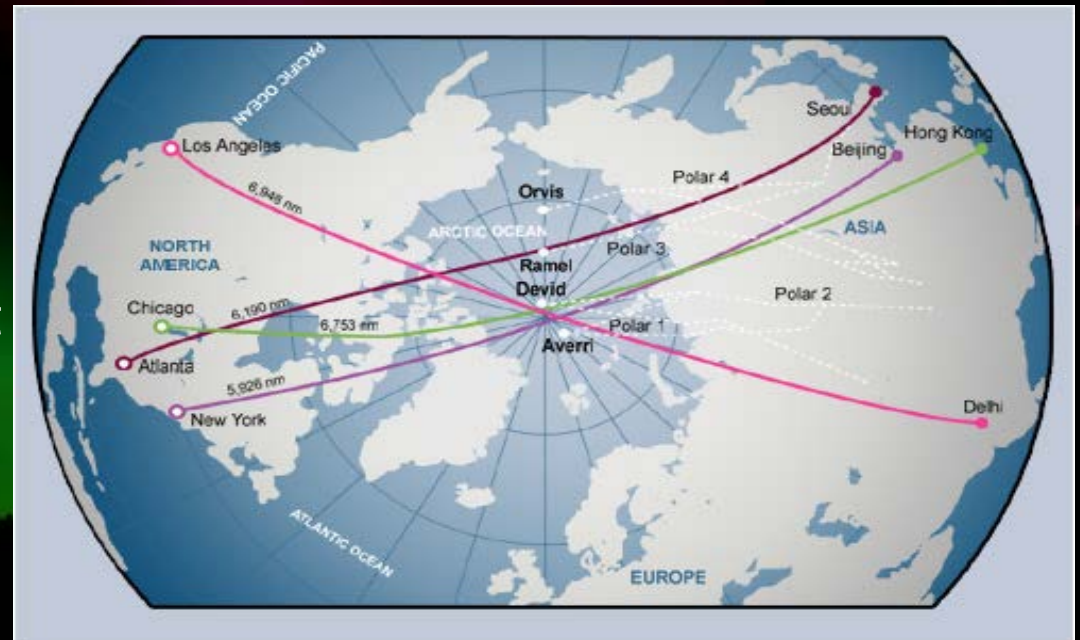 PACIFIC OCEAN
Los Angeles
Seoul
Hong Kong
Beijing
Polar 4
Orvis
6,948 nm
ARCTIC OCEAN
ASIA
NORTH
AMERICA
Polar 3
Ramel
Devid
Polar 2
Chicago
6,190 nm
6,753 nm
Polar 1
Averri
Atlanta
5,926 nm
New York
Delhi
ATLANTIC OCEAN
EUROPE